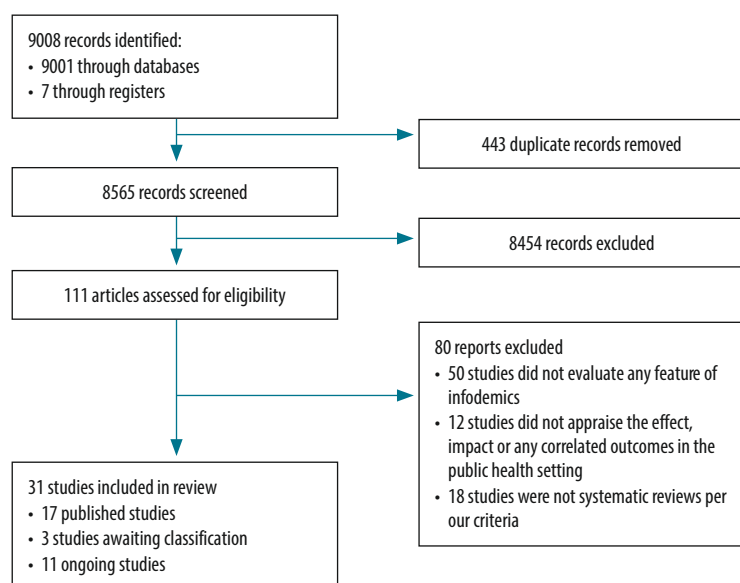 9008 records identified:
• 9001 through databases
• 7 through registers
443 duplicate records removed
8565 records screened
8454 records excluded
111 articles assessed for eligibility
80 reports excluded
• 50 studies did not evaluate any feature of
infodemics
• 12 studies did not appraise the effect,
impact or any correlated outcomes in the
public health setting
• 18 studies were not systematic reviews per
our criteria
31 studies included in review
• 17 published studies
• 3 studies awaiting classification
• 11 ongoing studies